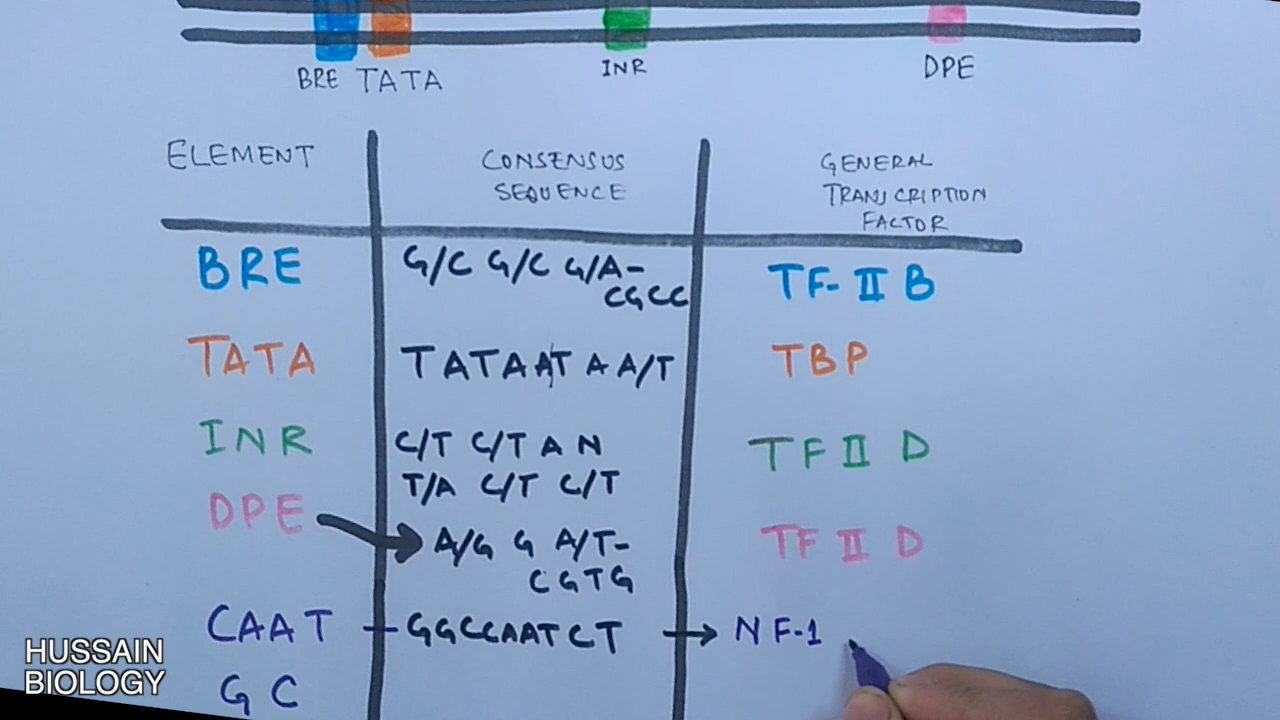 BRE TATA INR DPE
ELEMENT CONSENSUS SEQUENCE GENERAL TRANSCRIPTION FACTOR
BRE G/C G/C G/A- CGCC TF-II B
TATA TATAATAA/T TBP
INR C/T C/T A N T/A C/T C/T TF II D
DPE A/G G A/T- CGTG TF II D
CAAT GGCCAATCT NF-1
GC
HUSSAIN
BIOLOGY